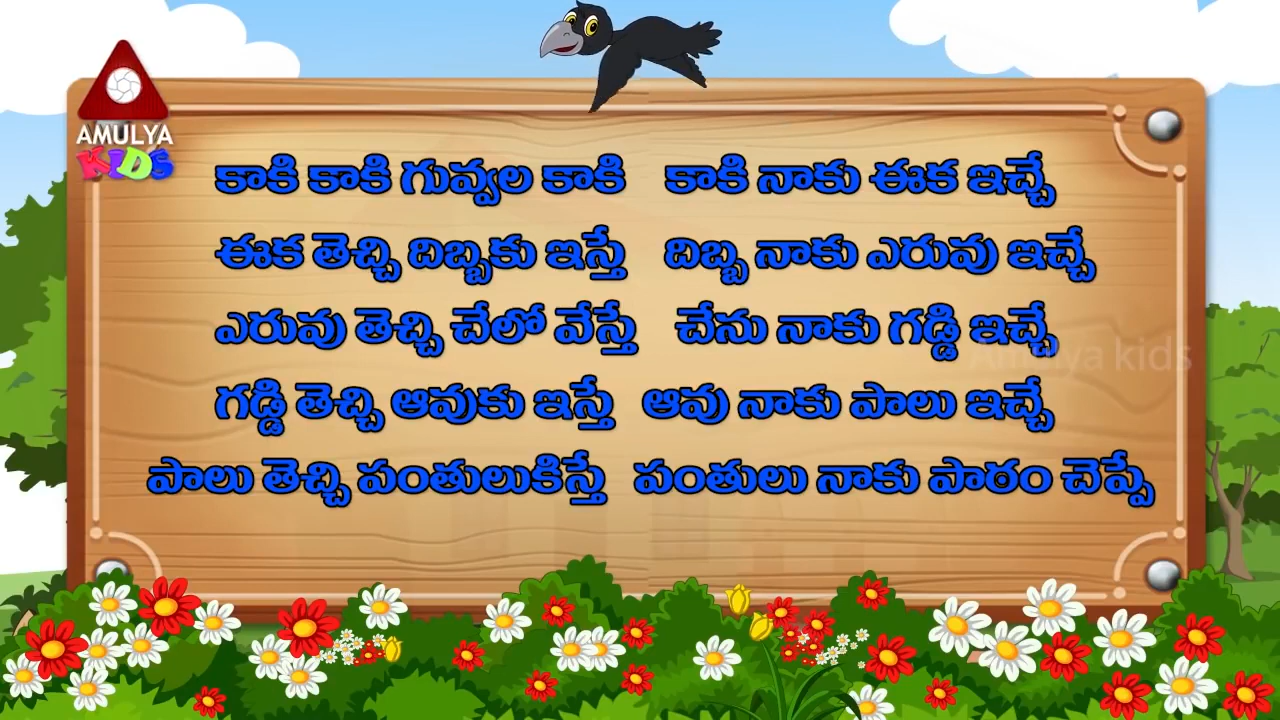 AMULYA
KIDS
కాకి కాకి గువ్వల కాకి కాకి నాకు ఈక ఇచ్చే
ఈక తెచ్చి దిబ్బకు ఇస్తే దిబ్బ నాకు ఎరువు ఇచ్చే
ఎరువు తెచ్చి చేలో వేస్తే చేను నాకు గడ్డి ఇచ్చే
Amulya kids
గడ్డి తెచ్చి ఆవుకు ఇస్తే ఆవు నాకు పాలు ఇచ్చే
పాలు తెచ్చి పంతులుకిస్తే పంతులు నాకు పాఠం చెప్పే